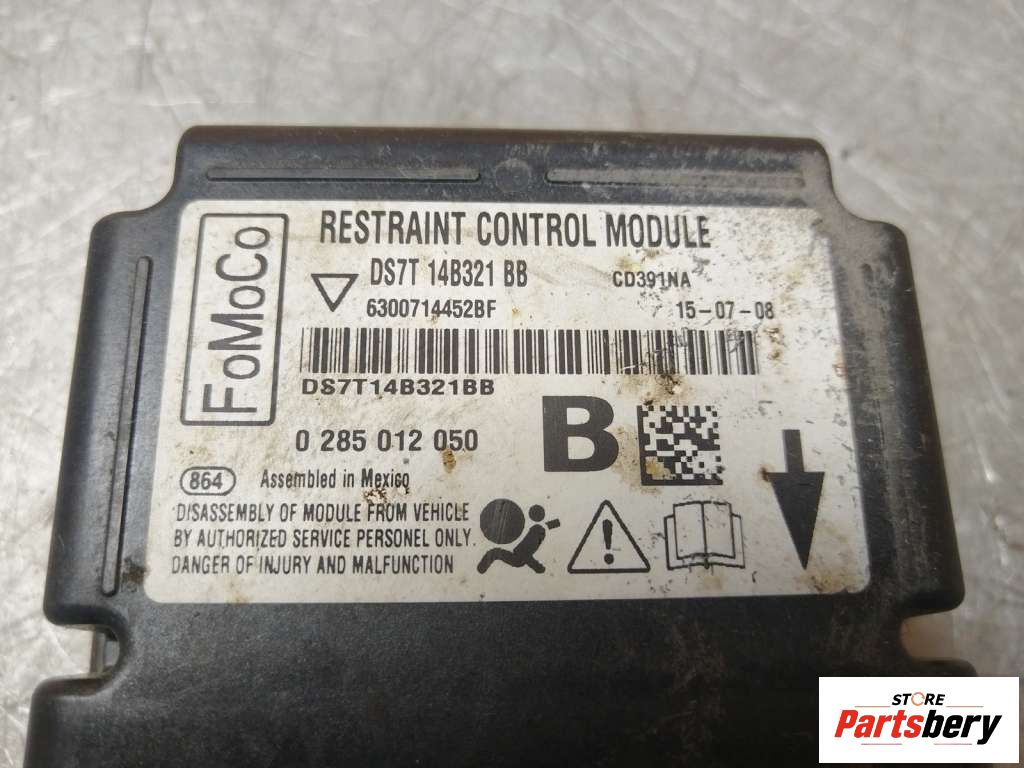 FoMoCo
RESTRAINT CONTROL MODULE
DS7T 14B321 BB CD391NA
6300714452BF 15-07-08
DS7T14B321BB
0 285 012 050 B
864 Assembled in Mexico
DISASSEMBLY OF MODULE FROM VEHICLE
BY AUTHORIZED SERVICE PERSONEL ONLY.
DANGER OF INJURY AND MALFUNCTION
STORE
Partsbery